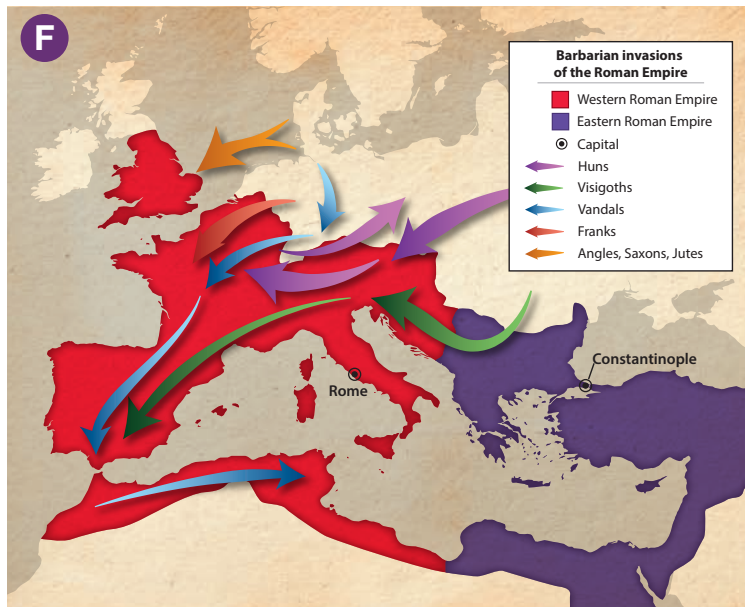 F
Barbarian invasions
of the Roman Empire
Western Roman Empire
Eastern Roman Empire
Capital
Huns
Visigoths
Vandals
Franks
Angles, Saxons, Jutes
Constantinople
Rome